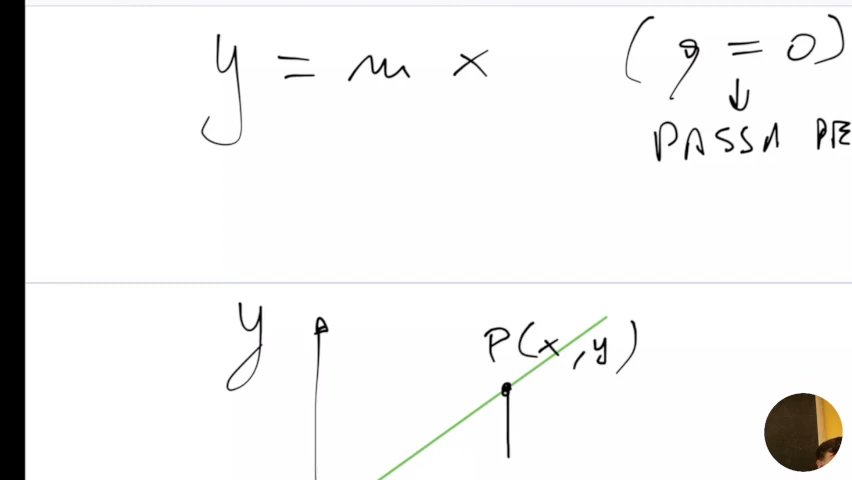 y = m x (q = 0)
↓
PASSA PE
y
P(x,y)